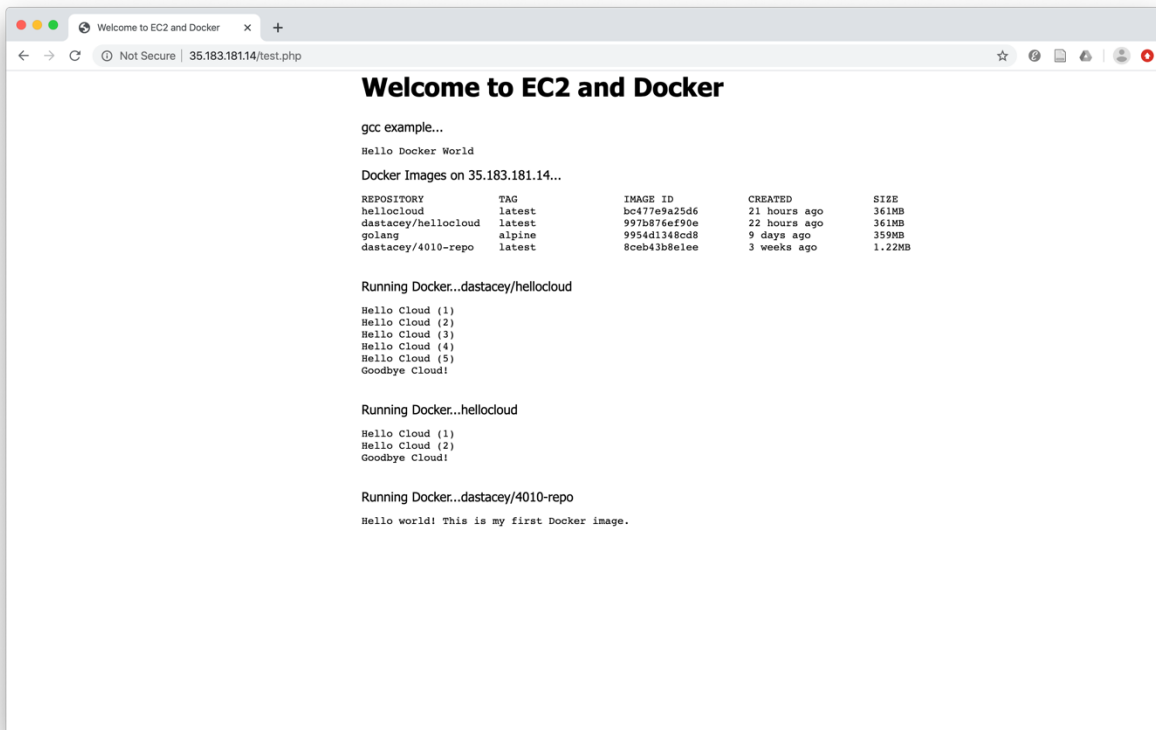 Welcome to EC2 and Docker
Not Secure | 35.183.181.14/test.php
Welcome to EC2 and Docker
gcc example...
Hello Docker World
Docker Images on 35.183.181.14...
REPOSITORY TAG IMAGE ID CREATED SIZE
hellocloud latest bc477e9a25d6 21 hours ago 361MB
dastacey/hellocloud latest 997b876ef90e 22 hours ago 361MB
golang alpine 9954d1348cd8 9 days ago 359MB
dastacey/4010-repo latest 8ceb43b8e1ee 3 weeks ago 1.22MB
Running Docker...dastacey/hellocloud
Hello Cloud (1)
Hello Cloud (2)
Hello Cloud (3)
Hello Cloud (4)
Hello Cloud (5)
Goodbye Cloud!
Running Docker...hellocloud
Hello Cloud (1)
Hello Cloud (2)
Goodbye Cloud!
Running Docker...dastacey/4010-repo
Hello world! This is my first Docker image.